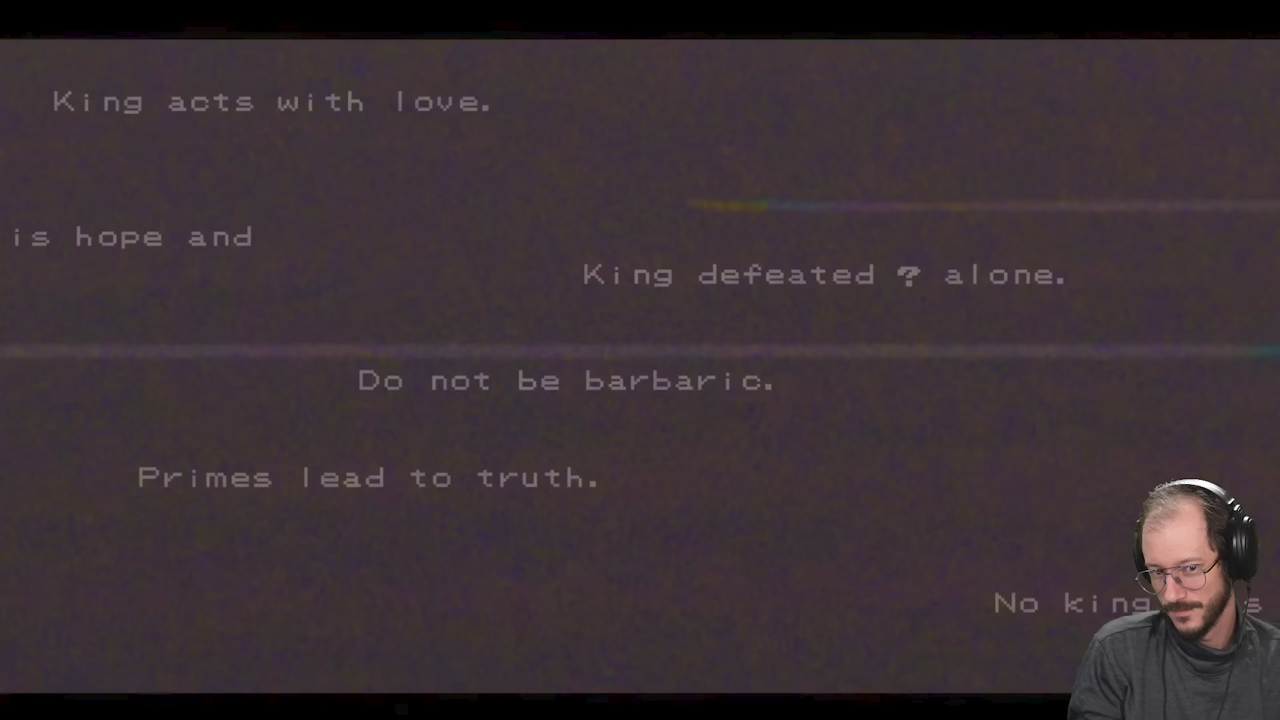 King acts with love.
is hope and
King defeated ? alone.
Do not be barbaric.
Primes lead to truth.
No king